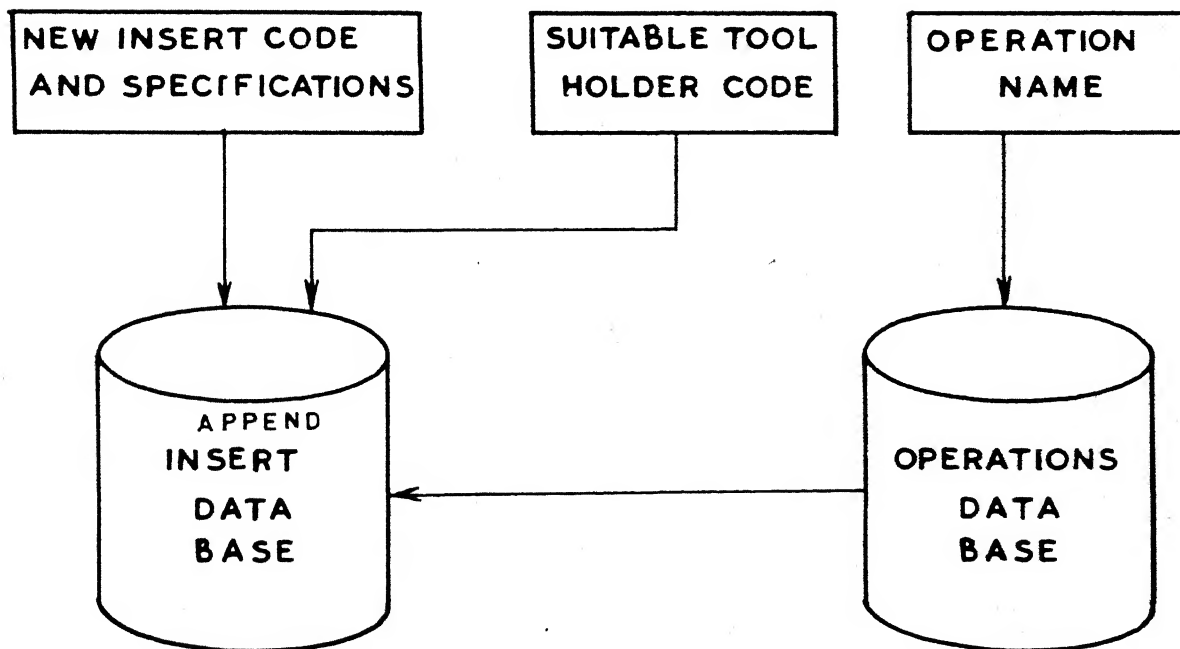 NEW INSERT CODE
AND SPECIFICATIONS
SUITABLE TOOL
HOLDER CODE
OPERATION
NAME
APPEND
INSERT
DATA
BASE
OPERATIONS
DATA
BASE